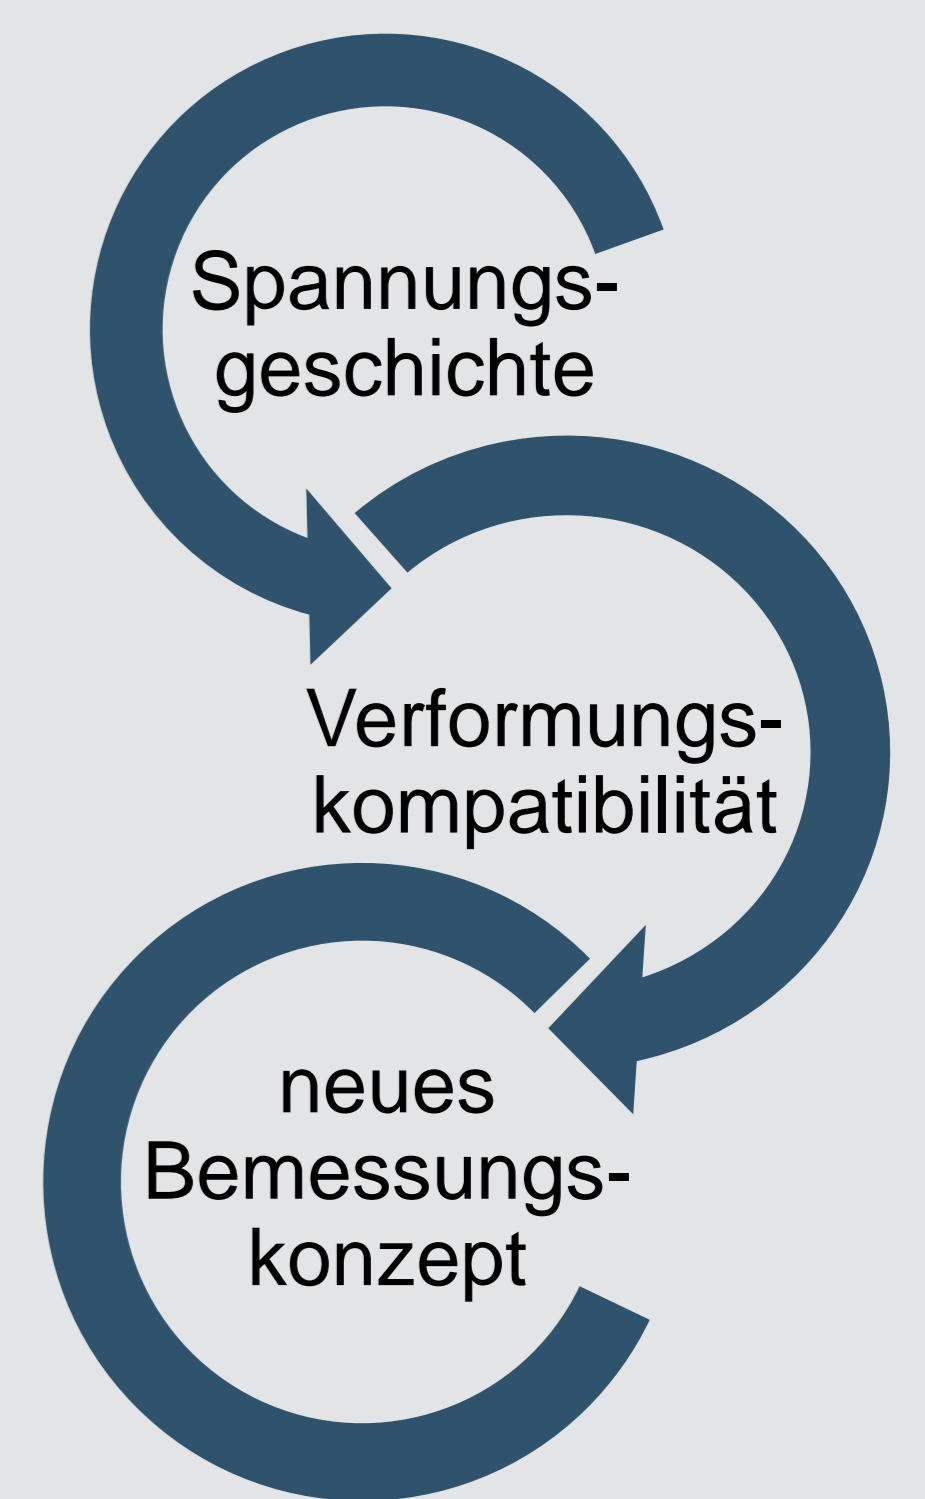 Spannungs-
geschichte
Verformungs-
kompatibilität
neues
Bemessungs-
konzept